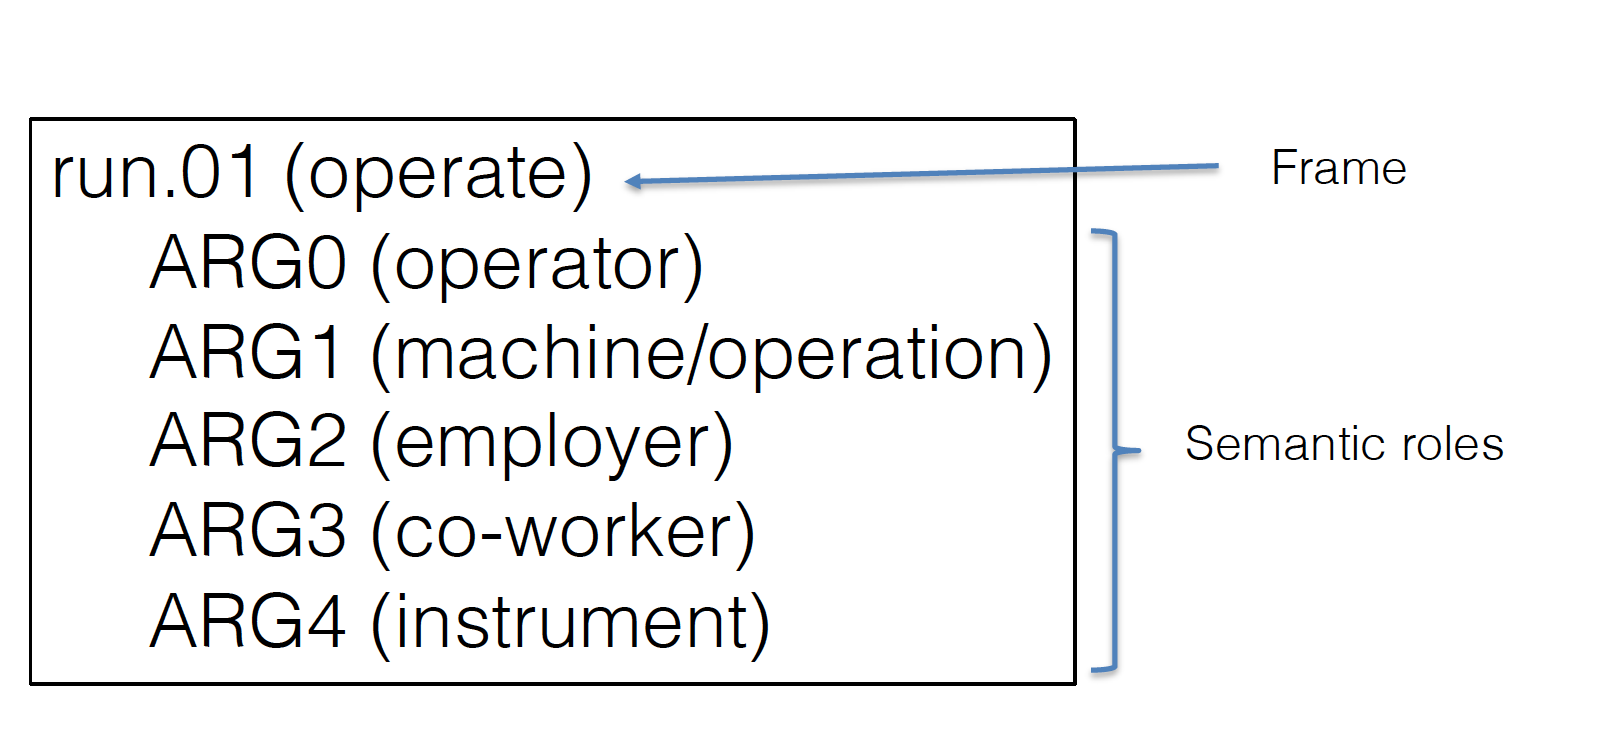 run.01 (operate)
Frame
ARG0 (operator)
ARG1 (machine/operation)
ARG2 (employer)
Semantic roles
ARG3 (co-worker)
ARG4 (instrument)